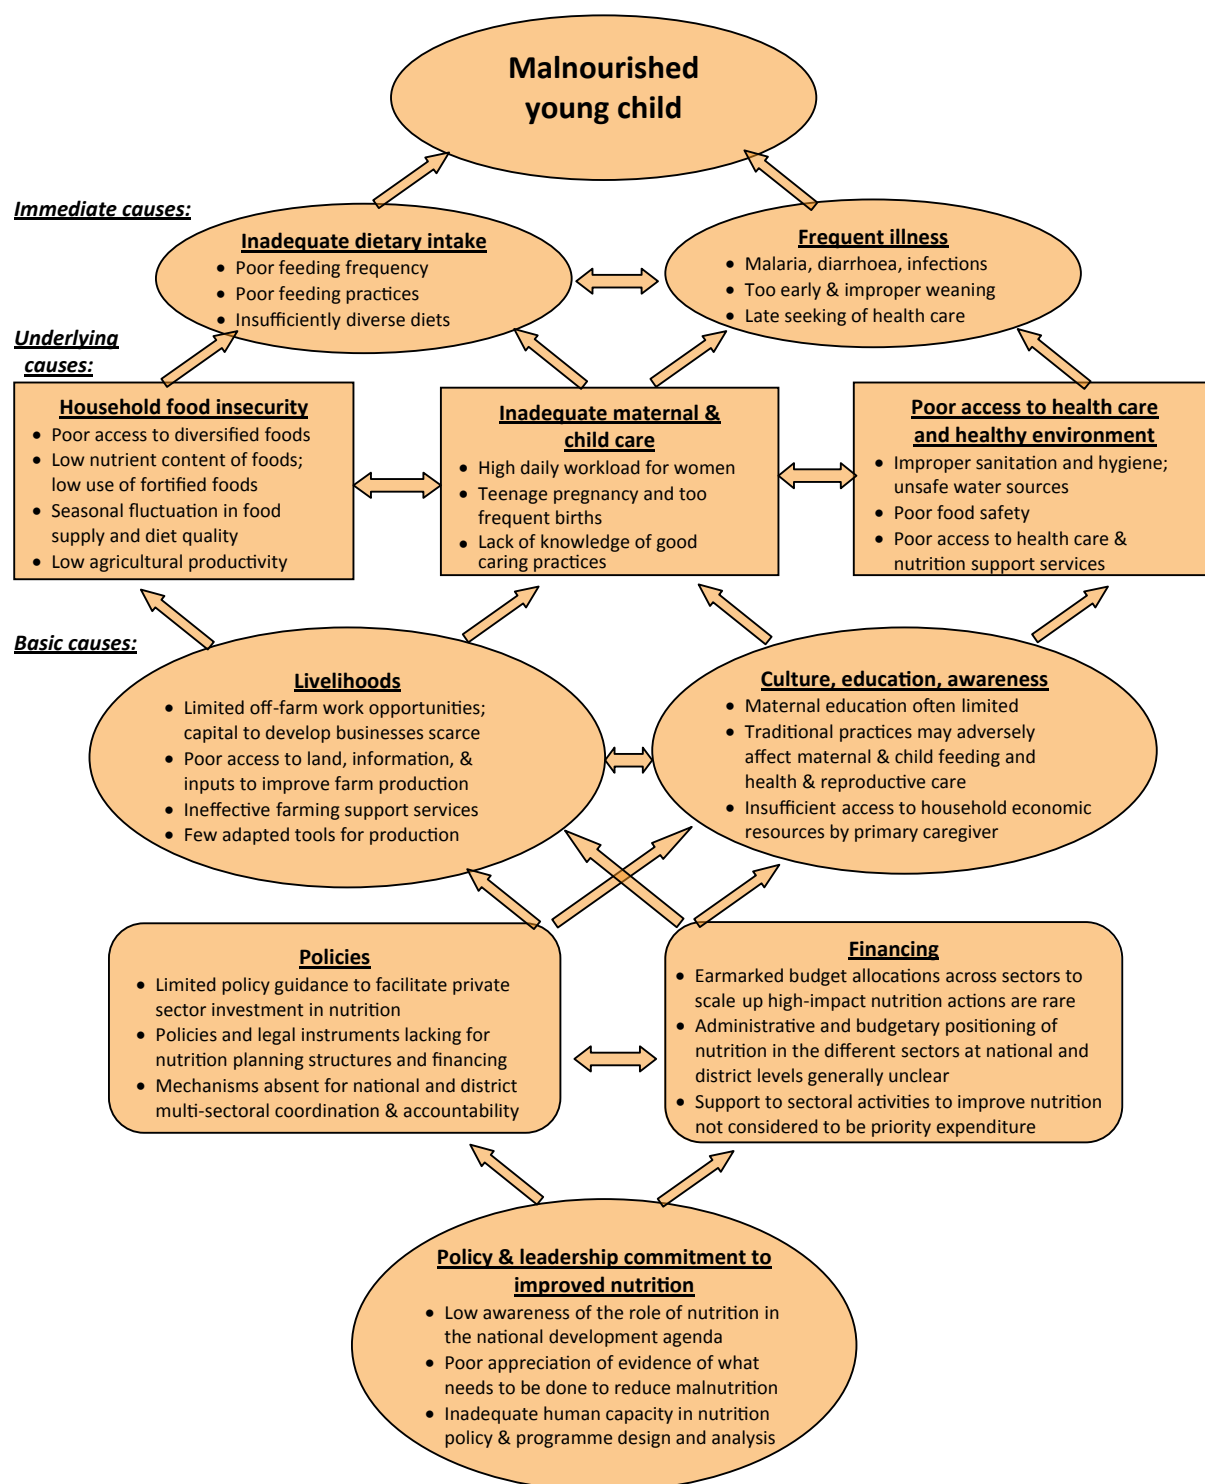 Malnourished
young child
Immediate causes:
Inadequate dietary intake
• Poor feeding frequency
• Poor feeding practices
• Insufficiently diverse diets
Frequent illness
• Malaria, diarrhoea, infections
• Too early & improper weaning
• Late seeking of health care
Underlying
causes:
Household food insecurity
• Poor access to diversified foods
• Low nutrient content of foods;
low use of fortified foods
• Seasonal fluctuation in food
supply and diet quality
• Low agricultural productivity
Inadequate maternal &
child care
• High daily workload for women
• Teenage pregnancy and too
frequent births
• Lack of knowledge of good
caring practices
Poor access to health care
and healthy environment
• Improper sanitation and hygiene;
unsafe water sources
• Poor food safety
• Poor access to health care &
nutrition support services
Basic causes:
Livelihoods
• Limited off-farm work opportunities;
capital to develop businesses scarce
• Poor access to land, information, &
inputs to improve farm production
• Ineffective farming support services
• Few adapted tools for production
Culture, education, awareness
• Maternal education often limited
• Traditional practices may adversely
affect maternal & child feeding and
health & reproductive care
• Insufficient access to household economic
resources by primary caregiver
Policies
• Limited policy guidance to facilitate private
sector investment in nutrition
• Policies and legal instruments lacking for
nutrition planning structures and financing
• Mechanisms absent for national and district
multi-sectoral coordination & accountability
Financing
• Earmarked budget allocations across sectors to
scale up high-impact nutrition actions are rare
• Administrative and budgetary positioning of
nutrition in the different sectors at national and
district levels generally unclear
• Support to sectoral activities to improve nutrition
not considered to be priority expenditure
Policy & leadership commitment to
improved nutrition
• Low awareness of the role of nutrition in
the national development agenda
• Poor appreciation of evidence of what
needs to be done to reduce malnutrition
• Inadequate human capacity in nutrition
policy & programme design and analysis